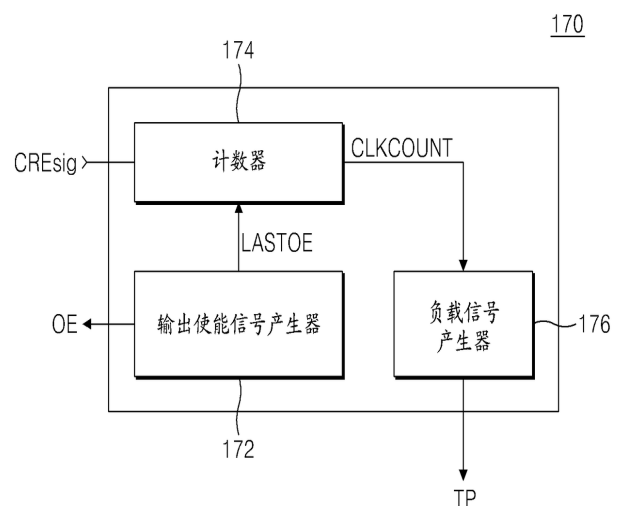 170
174
CREsig
计数器
CLKCOUNT
LASTOE
OE
输出使能信号产生器
负载信号
产生器
176
172
TP